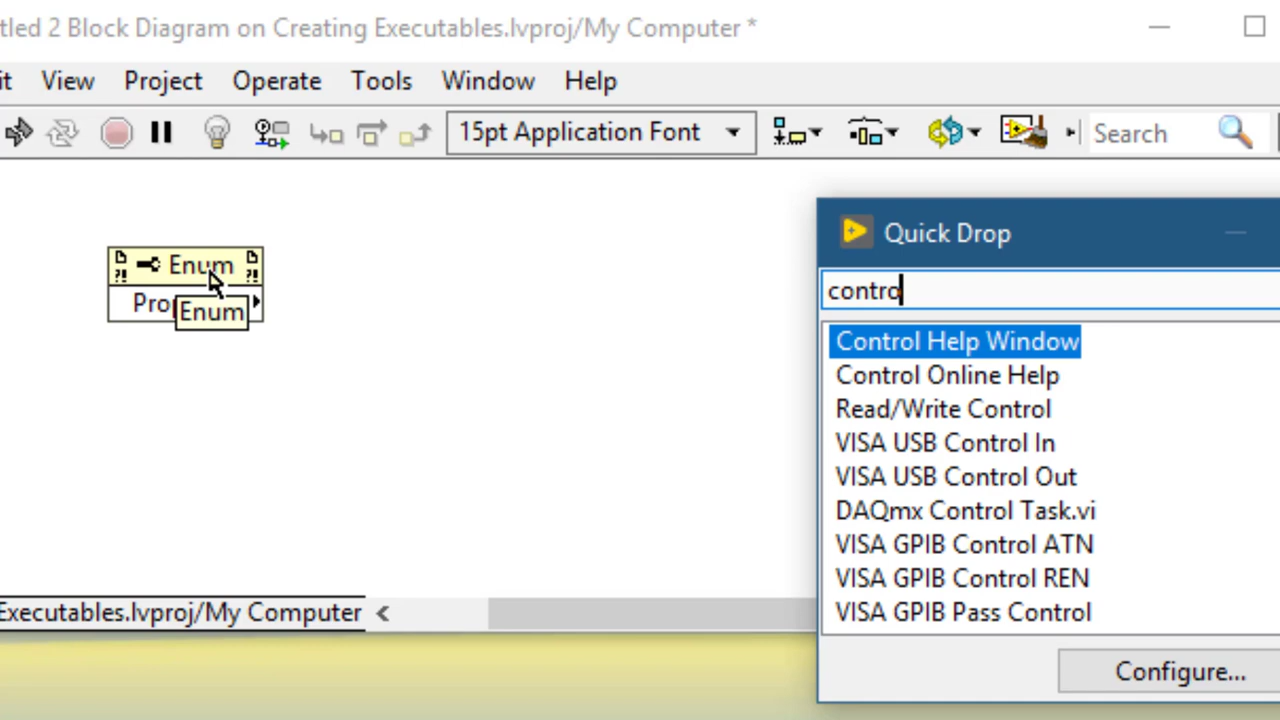 tled 2 Block Diagram on Creating Executables.lvproj/My Computer *
it View Project Operate Tools Window Help
15pt Application Font
Search
Enum
Enum
Quick Drop
contro
Control Help Window
Control Online Help
Read/Write Control
VISA USB Control In
VISA USB Control Out
DAQmx Control Task.vi
VISA GPIB Control ATN
VISA GPIB Control REN
VISA GPIB Pass Control
Configure...
Executables.lvproj/My Computer <